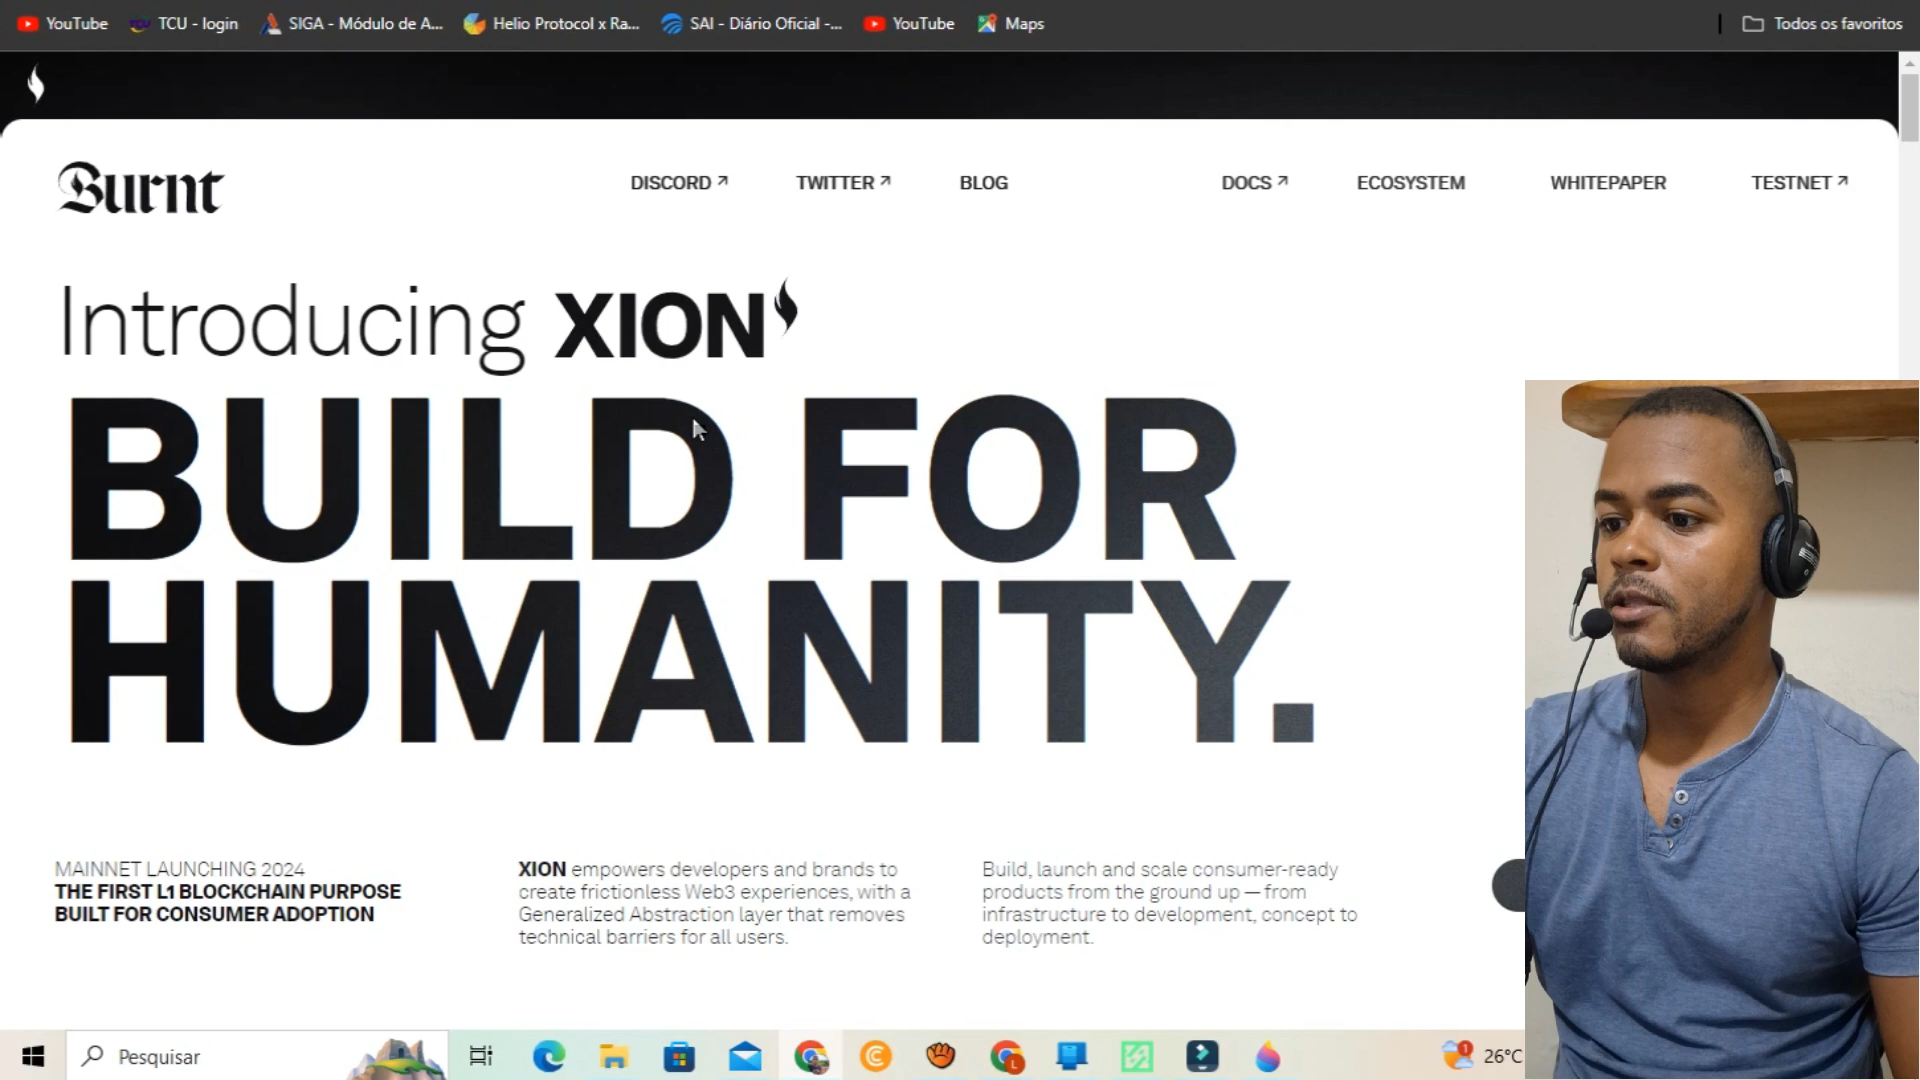 YouTube TCU - login SIGA - Módulo de A... Helio Protocol x Ra... SAI - Diário Oficial -... YouTube Maps Todos os favoritos
Burnt DISCORD TWITTER BLOG DOCS ECOSYSTEM WHITEPAPER TESTNET
Introducing XION
BUILD FOR
HUMANITY.
MAINNET LAUNCHING 2024
THE FIRST L1 BLOCKCHAIN PURPOSE
BUILT FOR CONSUMER ADOPTION
XION empowers developers and brands to
create frictionless Web3 experiences, with a
Generalized Abstraction layer that removes
technical barriers for all users.
Build, launch and scale consumer-ready
products from the ground up — from
infrastructure to development, concept to
deployment.
Pesquisar 26°C